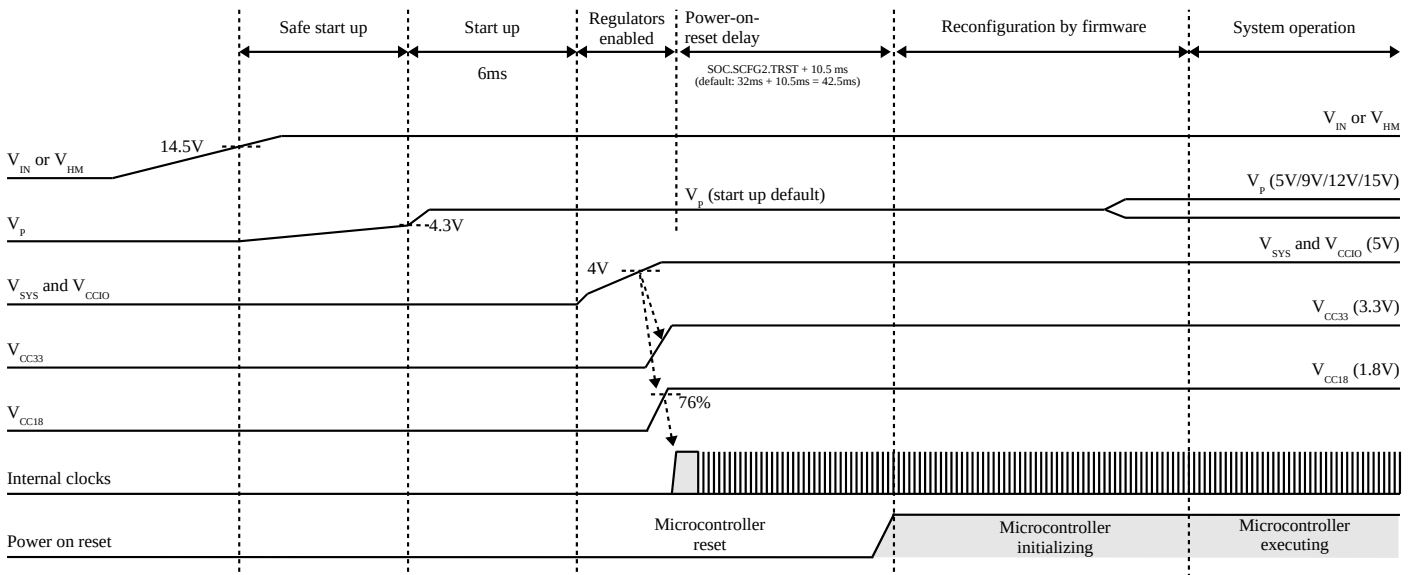 Safe start up
Start up
Regulators
enabled
Power-on-
reset delay
Reconfiguration by firmware
System operation
6ms
SOC.SCFG2.TRST + 10.5 ms
(default: 32ms + 10.5ms = 42.5ms)
14.5V
VIN or VHM
VIN or VHM
VP (start up default)
VP (5V/9V/12V/15V)
VP
4.3V
VSYS and VCCIO (5V)
4V
VSYS and VCCIO
VCC33 (3.3V)
VCC33
VCC18 (1.8V)
76%
VCC18
Internal clocks
Power on reset
Microcontroller
reset
Microcontroller
initializing
Microcontroller
executing